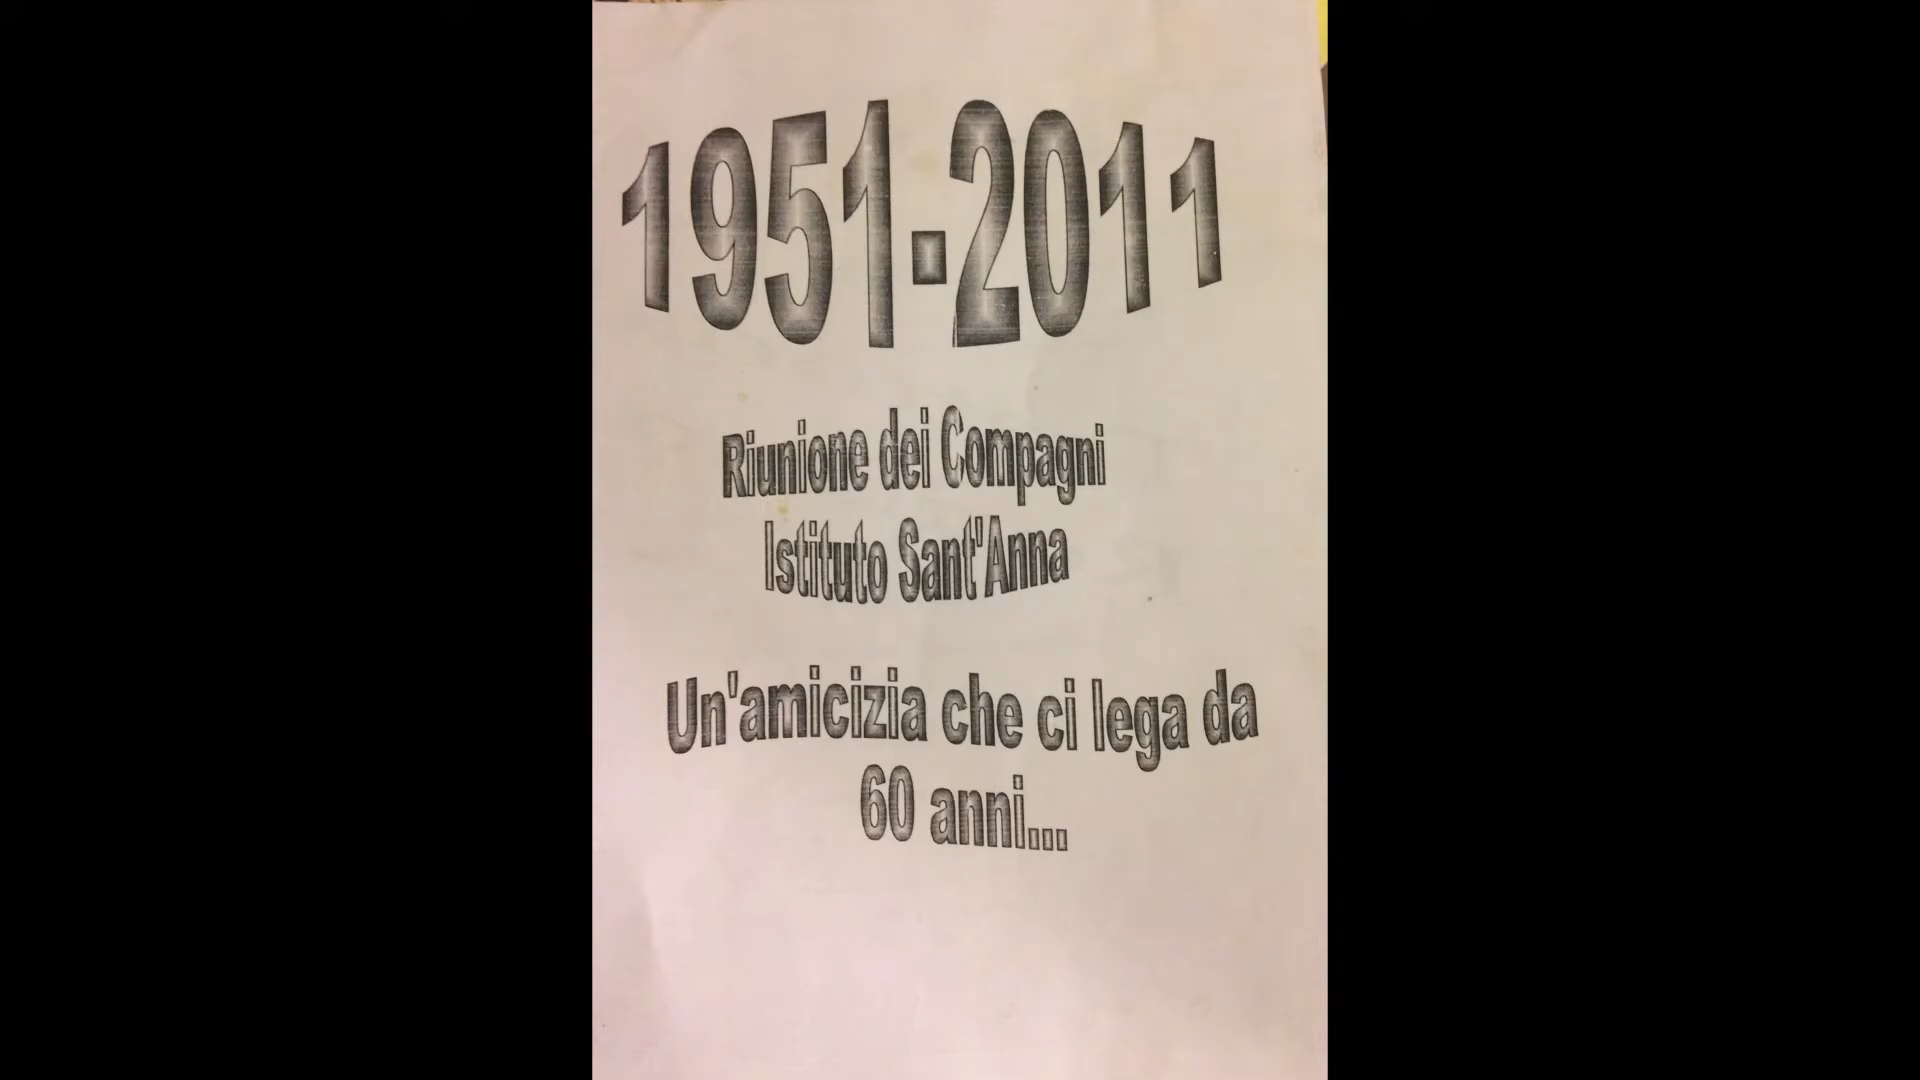 1951-2011
Riunione dei Compagni
Istituto Sant'Anna
Un'amicizia che ci lega da
60 anni...